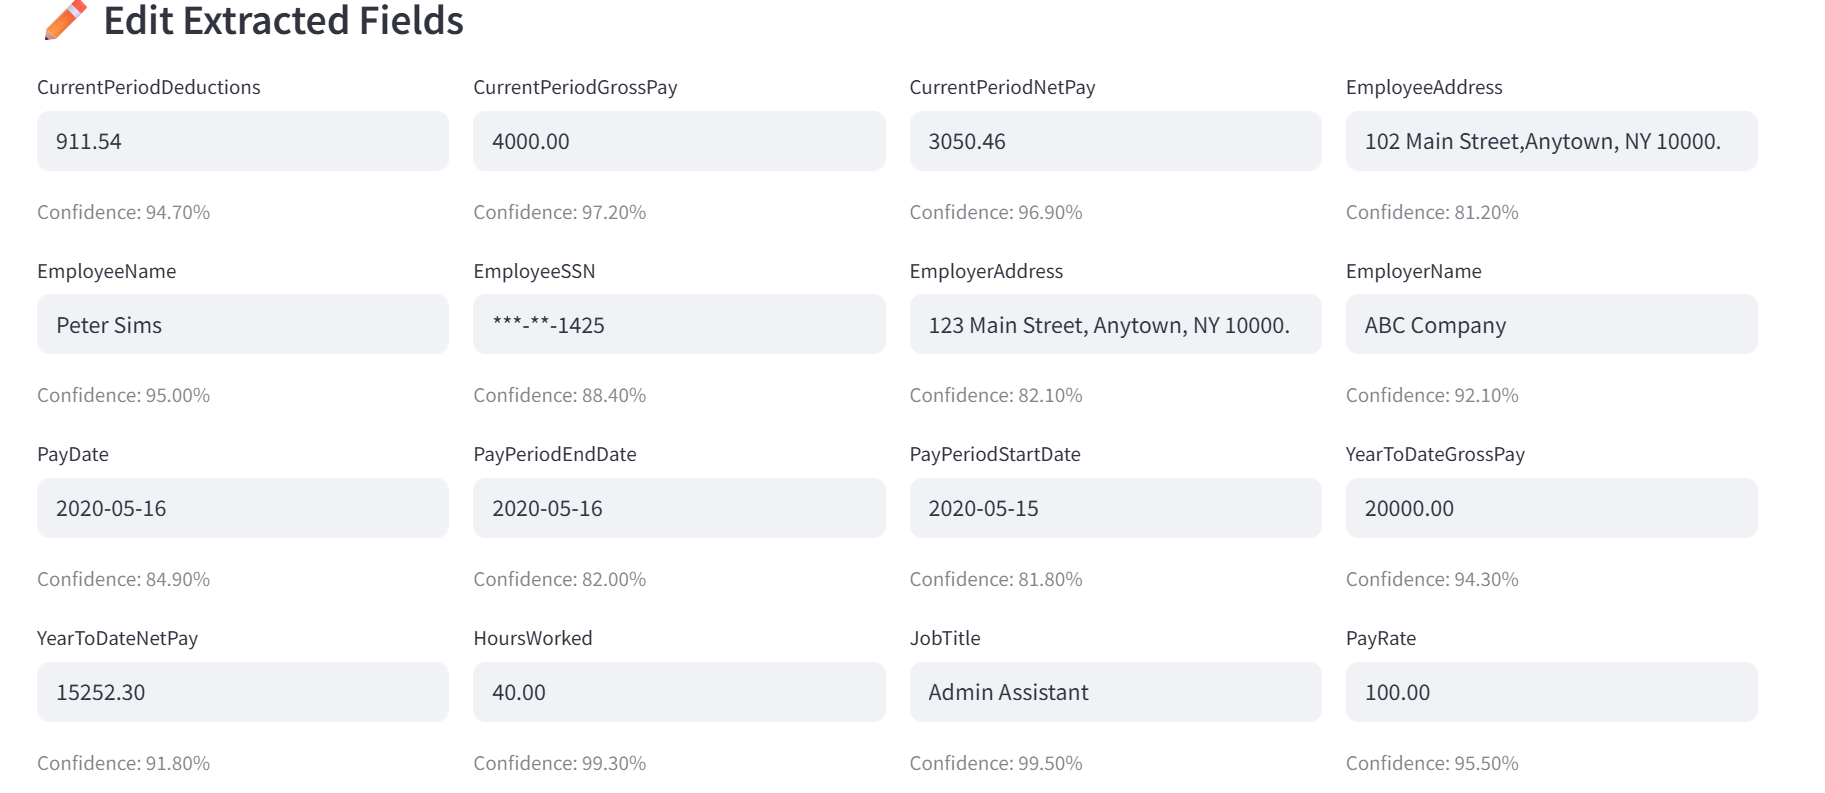 Edit Extracted Fields
CurrentPeriodDeductions CurrentPeriodGrossPay CurrentPeriodNetPay EmployeeAddress
911.54 4000.00 3050.46 102 Main Street,Anytown, NY 10000.
Confidence: 94.70% Confidence: 97.20% Confidence: 96.90% Confidence: 81.20%
EmployeeName EmployeeSSN EmployerAddress EmployerName
Peter Sims ***-**-1425 123 Main Street, Anytown, NY 10000. ABC Company
Confidence: 95.00% Confidence: 88.40% Confidence: 82.10% Confidence: 92.10%
PayDate PayPeriodEndDate PayPeriodStartDate YearToDateGrossPay
2020-05-16 2020-05-16 2020-05-15 20000.00
Confidence: 84.90% Confidence: 82.00% Confidence: 81.80% Confidence: 94.30%
YearToDateNetPay HoursWorked JobTitle PayRate
15252.30 40.00 Admin Assistant 100.00
Confidence: 91.80% Confidence: 99.30% Confidence: 99.50% Confidence: 95.50%